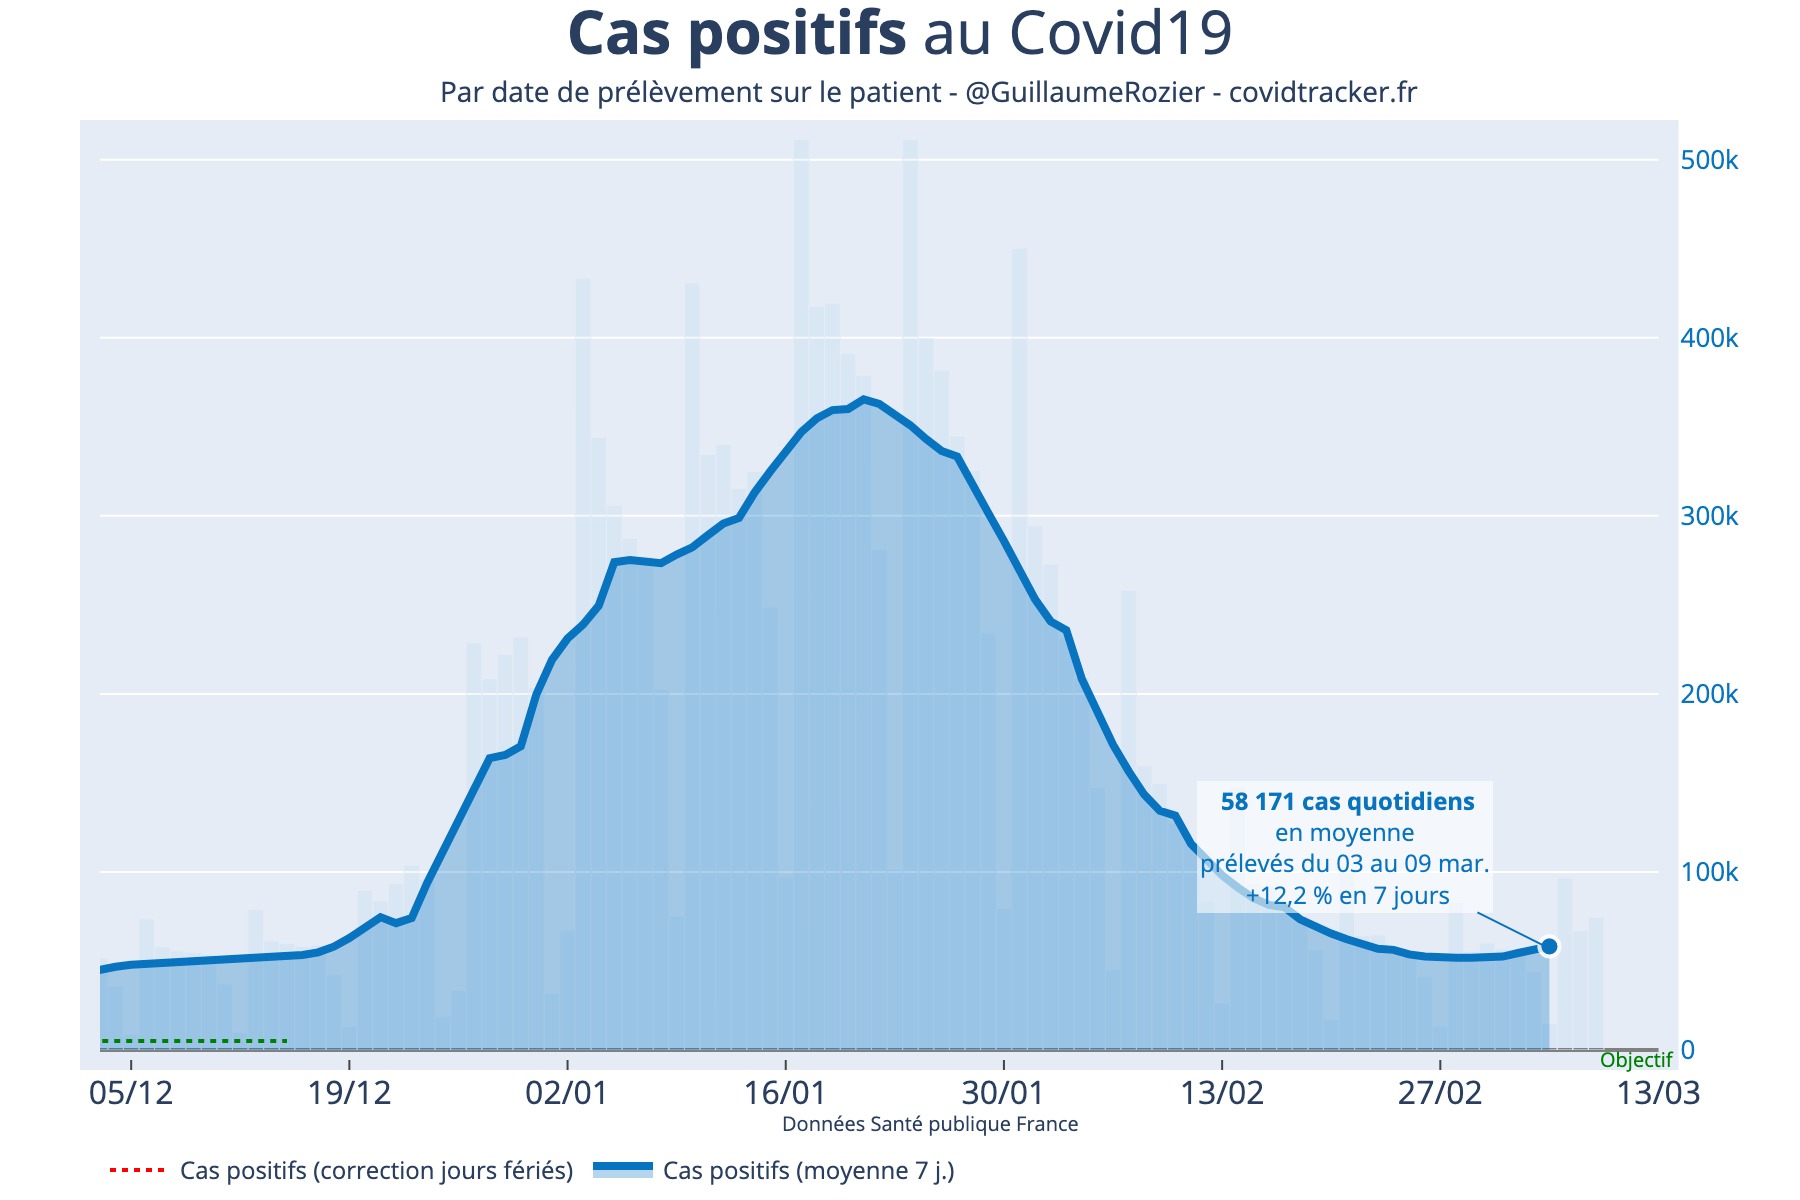 Cas positifs au Covid19
Par date de prélèvement sur le patient - @GuillaumeRozier - covidtracker.fr
500k
400k
300k
200k
100k
0
58 171 cas quotidiens
en moyenne
prélevés du 03 au 09 mar.
+12,2 % en 7 jours
Objectif
05/12 19/12 02/01 16/01 30/01 13/02 27/02 13/03
Données Santé publique France
Cas positifs (correction jours fériés) Cas positifs (moyenne 7 j.)